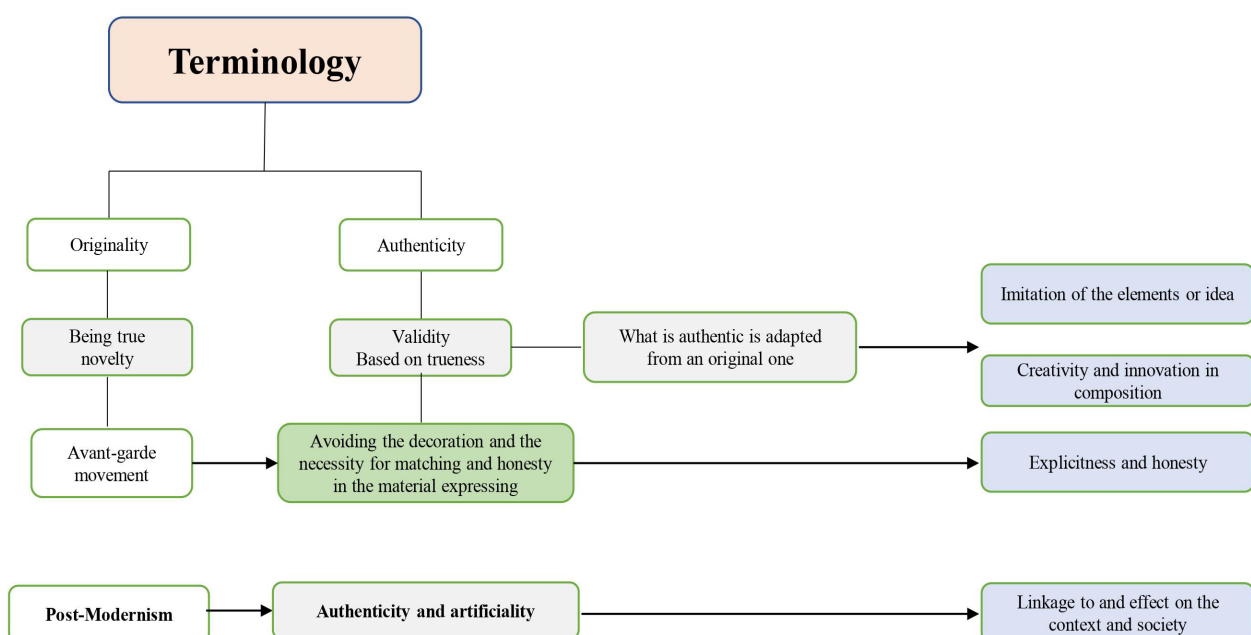 Terminology
Originality
Authenticity
Being true
novelty
Validity
Based on trueness
What is authentic is adapted
from an original one
Imitation of the elements or idea
Creativity and innovation in
composition
Avant-garde
movement
Avoiding the decoration and the
necessity for matching and honesty
in the material expressing
Explicitness and honesty
Post-Modernism
Authenticity and artificiality
Linkage to and effect on the
context and society